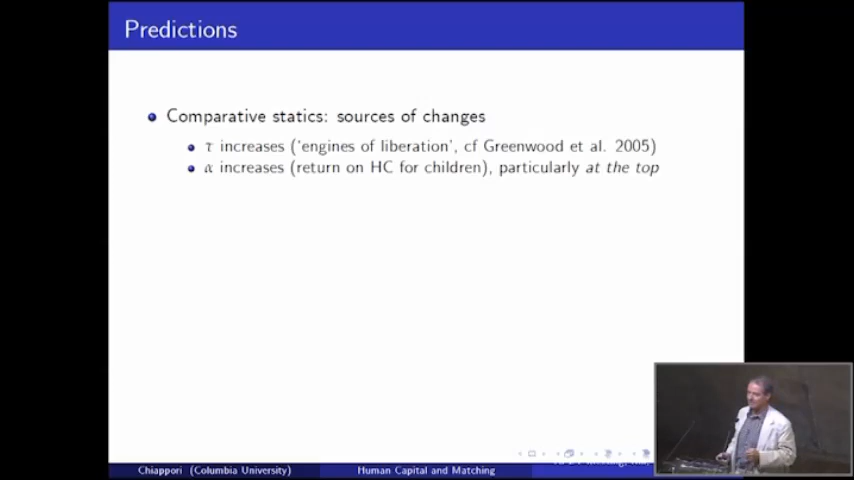 Predictions
Comparative statics: sources of changes
τ increases ('engines of liberation', cf Greenwood et al. 2005)
α increases (return on HC for children), particularly at the top
Chiappori (Columbia University)
Human Capital and Matching